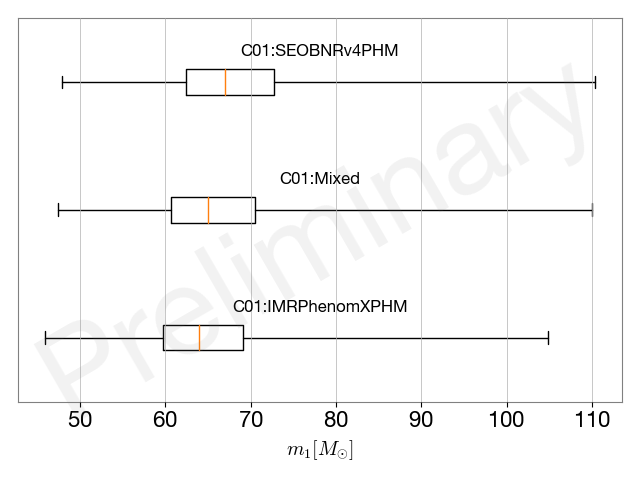 C01:SEOBNRv4PHM
C01:Mixed
C01:IMRPhenomXPHM
Preliminary
50 60 70 80 90 100 110
m₁[M☉]